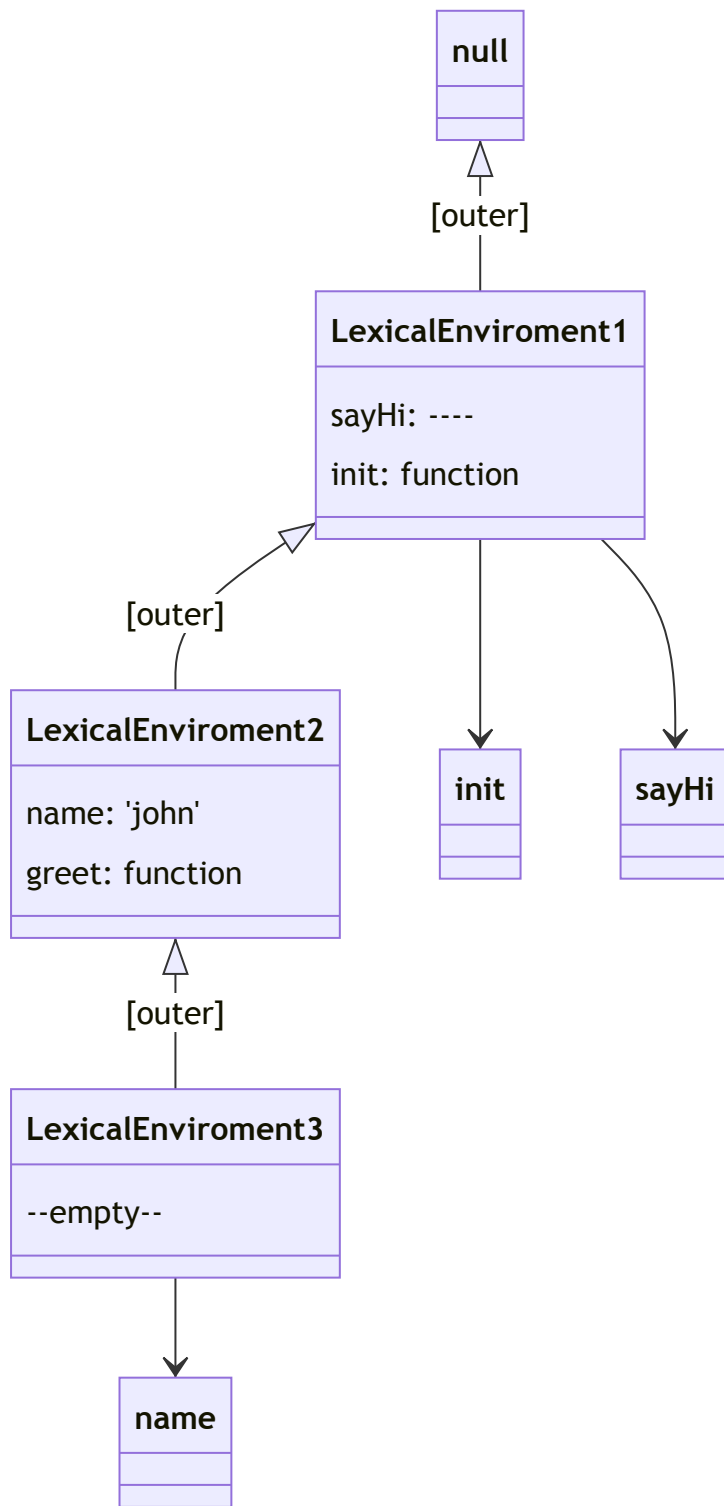 null
[outer]
LexicalEnviroment1
sayHi: ----
init: function
[outer]
LexicalEnviroment2
name: 'john'
greet: function
init
sayHi
[outer]
LexicalEnviroment3
--empty--
name